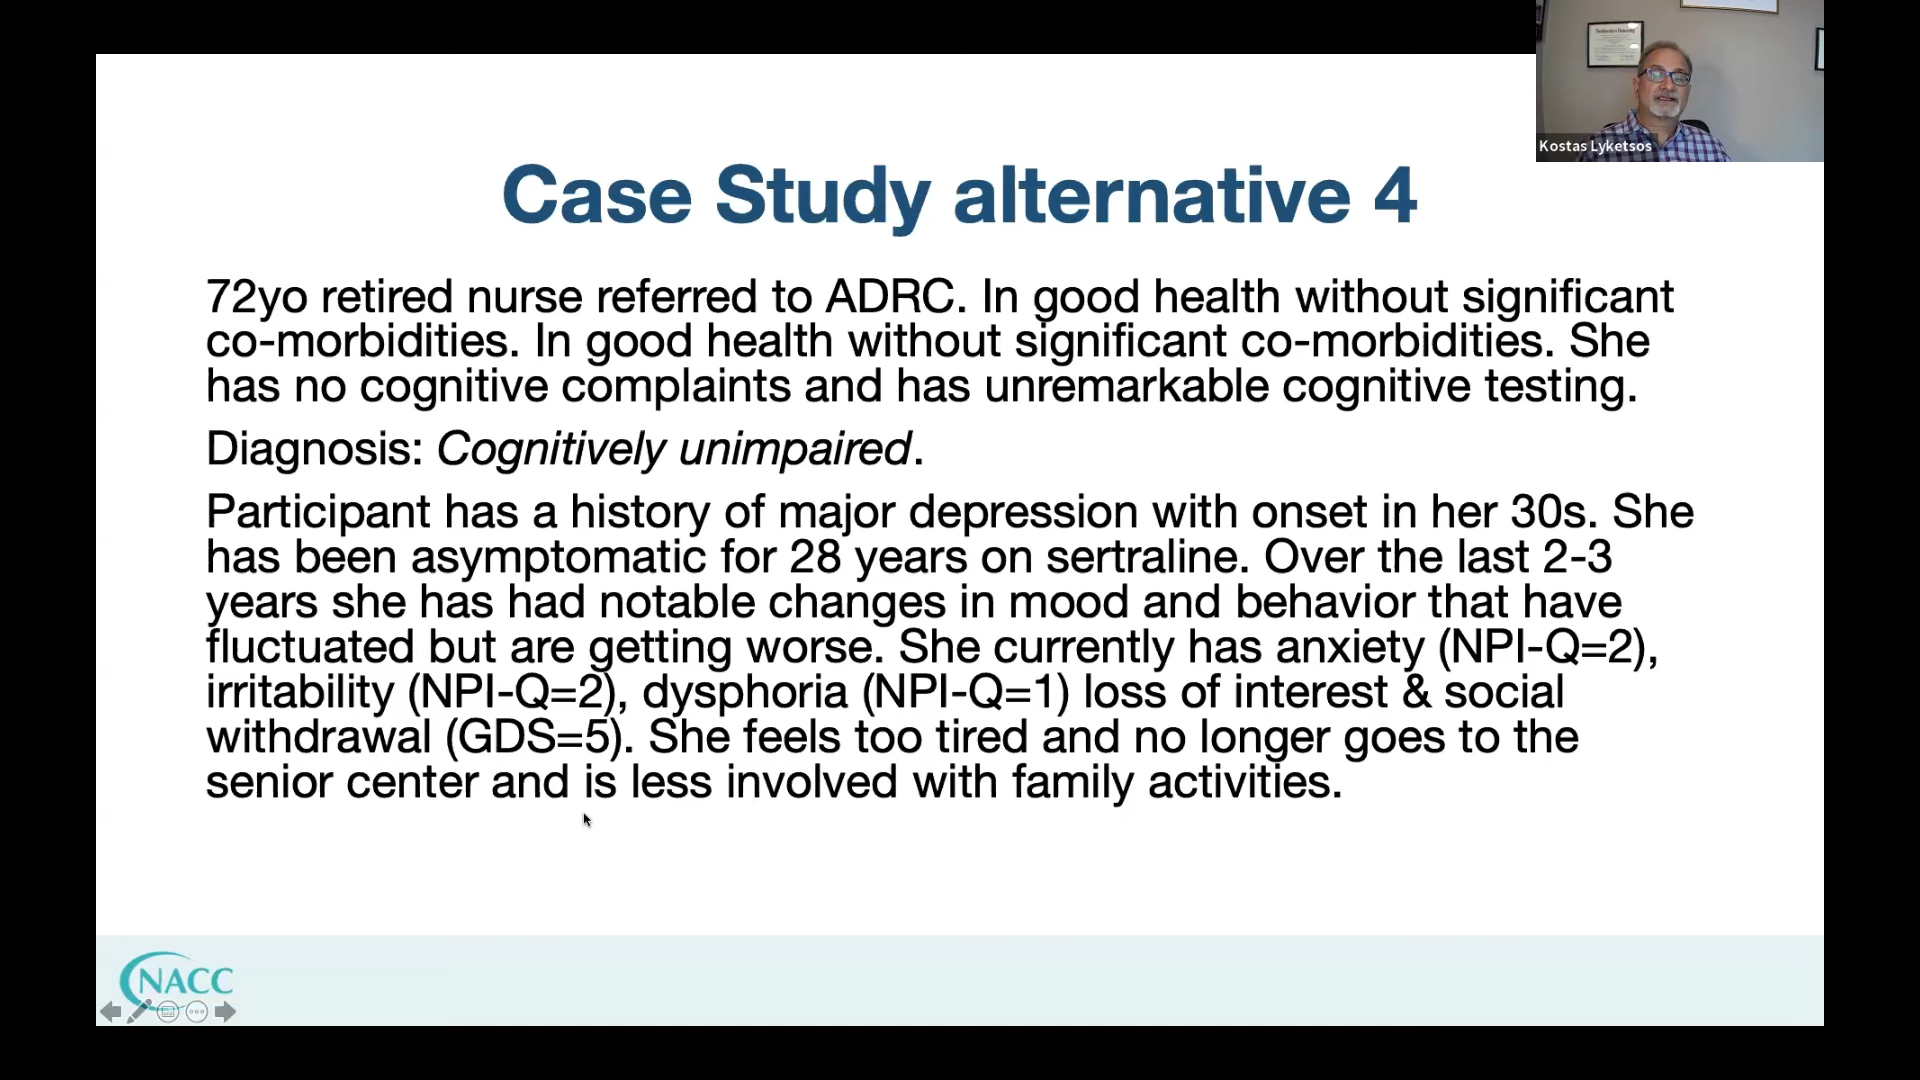 Kostas Lyketsos
Case Study alternative 4
72yo retired nurse referred to ADRC. In good health without significant
co-morbidities. In good health without significant co-morbidities. She
has no cognitive complaints and has unremarkable cognitive testing.
Diagnosis: Cognitively unimpaired.
Participant has a history of major depression with onset in her 30s. She
has been asymptomatic for 28 years on sertraline. Over the last 2-3
years she has had notable changes in mood and behavior that have
fluctuated but are getting worse. She currently has anxiety (NPI-Q=2),
irritability (NPI-Q=2), dysphoria (NPI-Q=1) loss of interest & social
withdrawal (GDS=5). She feels too tired and no longer goes to the
senior center and is less involved with family activities.
NACC